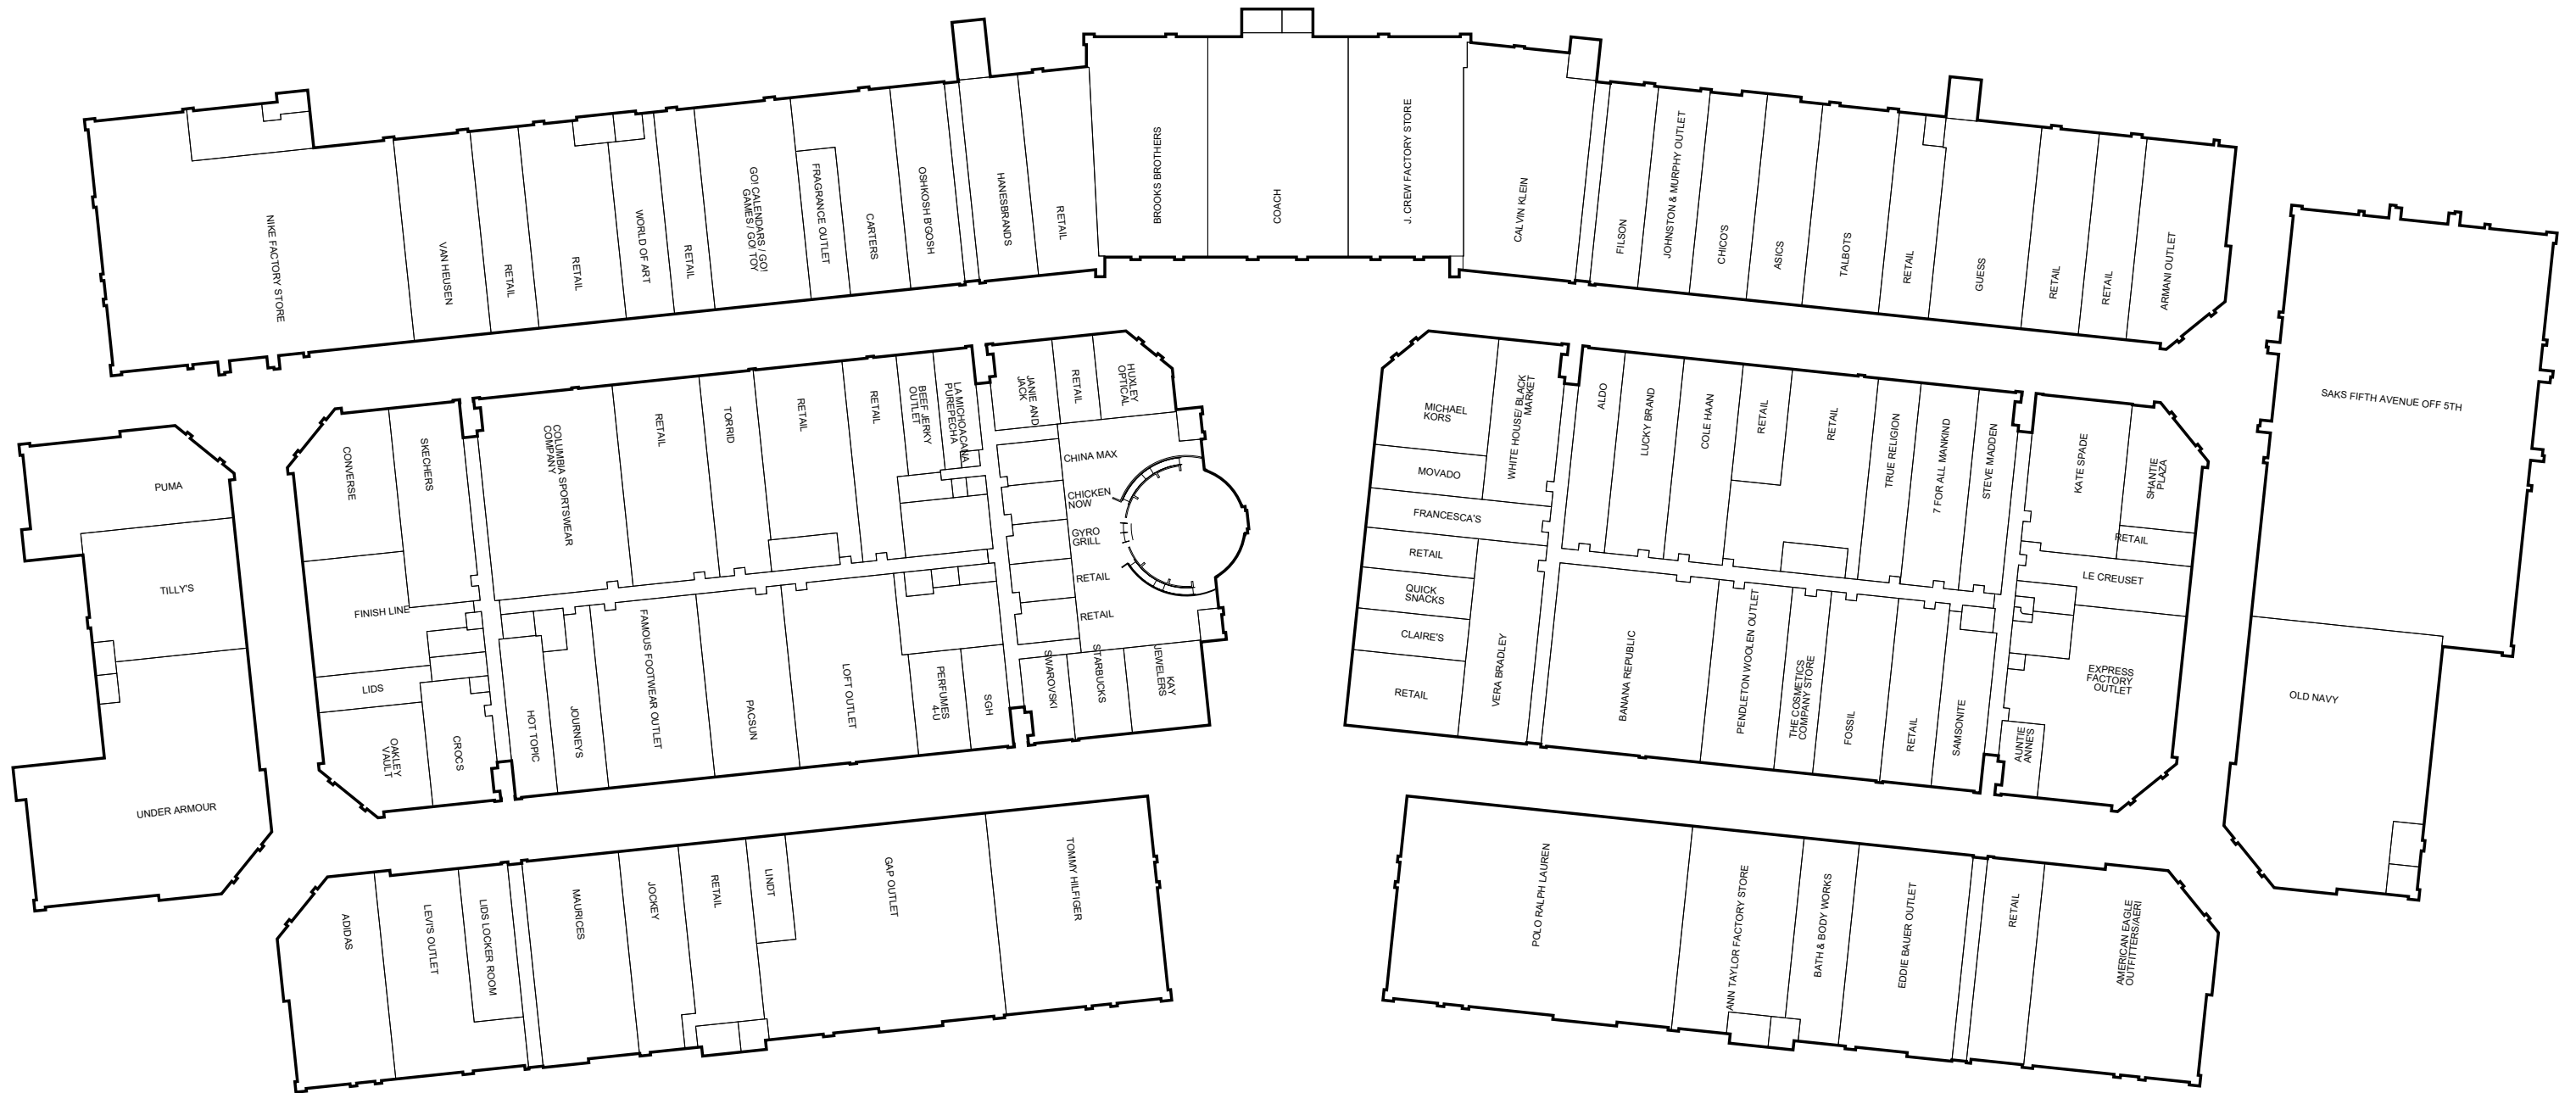 NIKE FACTORY STORE
VAN HEUSEN
RETAIL
RETAIL
WORLD OF ART
RETAIL
GO! CALENDARS / GO!
GAMES / GO! TOY
FRAGRANCE OUTLET
CARTERS
OSHKOSH B'GOSH
HANESBRANDS
RETAIL
BROOKS BROTHERS
COACH
J. CREW FACTORY STORE
CALVIN KLEIN
FILSON
JOHNSTON & MURPHY OUTLET
CHICO'S
ASICS
TALBOTS
RETAIL
GUESS
RETAIL
RETAIL
ARMANI OUTLET
SAKS FIFTH AVENUE OFF 5TH
OLD NAVY
PUMA
TILLY'S
UNDER ARMOUR
CONVERSE
SKECHERS
FINISH LINE
LIDS
OAKLEY
VAULT
CROCS
COLUMBIA SPORTSWEAR
COMPANY
RETAIL
TORRID
RETAIL
RETAIL
BEEF JERKY
OUTLET
LA MICHOACANA
PUREPECHA
JANIE AND
JACK
RETAIL
HUXLEY
OPTICAL
CHINA MAX
CHICKEN
NOW
GYRO
GRILL
RETAIL
RETAIL
HOT TOPIC
JOURNEYS
FAMOUS FOOTWEAR OUTLET
PACSUN
LOFT OUTLET
PERFUMES
4-U
SGH
SWAROVSKI
STARBUCKS
KAY
JEWELERS
MICHAEL
KORS
MOVADO
WHITE HOUSE/ BLACK
MARKET
FRANCESCA'S
RETAIL
QUICK
SNACKS
CLAIRE'S
RETAIL
VERA BRADLEY
ALDO
LUCKY BRAND
COLE HAAN
RETAIL
RETAIL
TRUE RELIGION
7 FOR ALL MANKIND
STEVE MADDEN
KATE SPADE
SHANTIE
PLAZA
RETAIL
LE CREUSET
EXPRESS
FACTORY
OUTLET
AUNTIE
ANNE'S
BANANA REPUBLIC
PENDLETON WOOLEN OUTLET
THE COSMETICS
COMPANY STORE
FOSSIL
RETAIL
SAMSONITE
ADIDAS
LEVI'S OUTLET
LIDS LOCKER ROOM
MAURICES
JOCKEY
RETAIL
LINDT
GAP OUTLET
TOMMY HILFIGER
POLO RALPH LAUREN
ANN TAYLOR FACTORY STORE
BATH & BODY WORKS
EDDIE BAUER OUTLET
RETAIL
AMERICAN EAGLE
OUTFITTERS/AERI